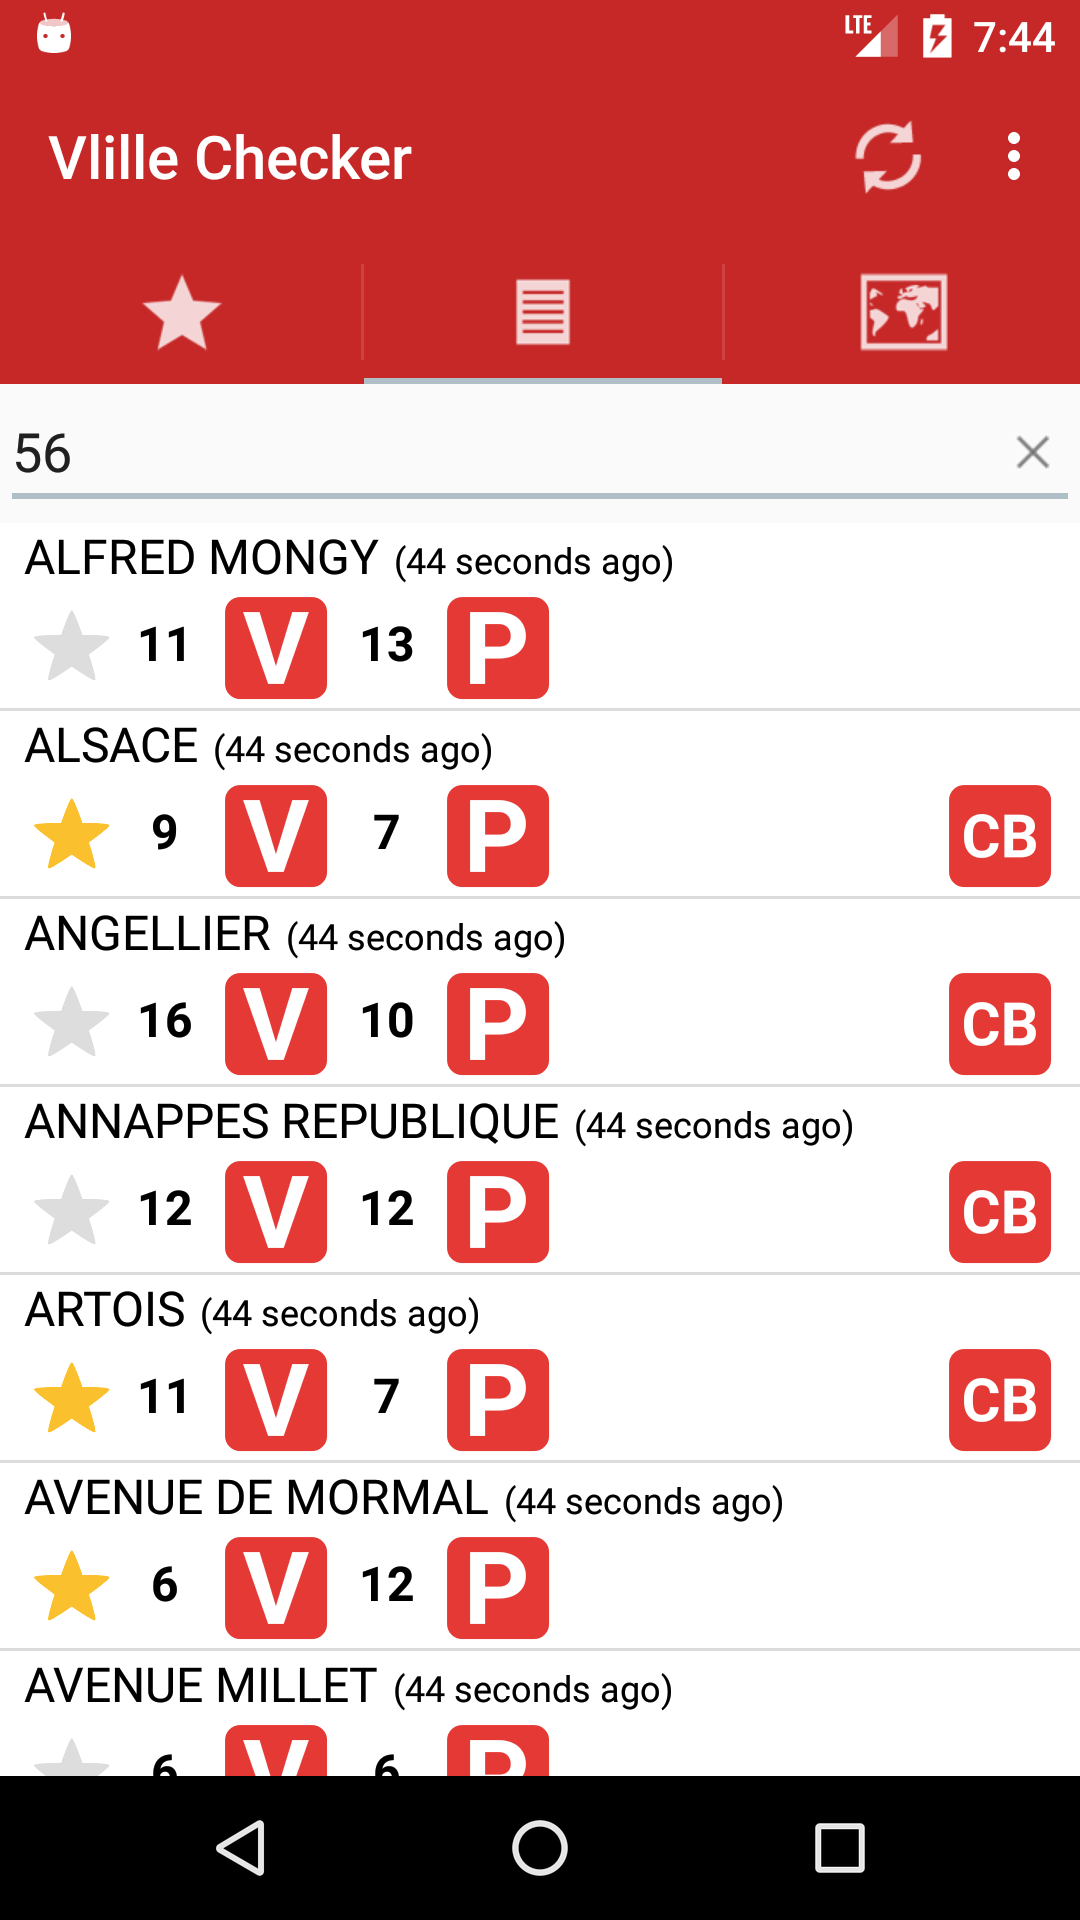 LTE 7:44
Vlille Checker
56
ALFRED MONGY (44 seconds ago)
11 V 13 P
ALSACE (44 seconds ago)
9 V 7 P CB
ANGELLIER (44 seconds ago)
16 V 10 P CB
ANNAPPES REPUBLIQUE (44 seconds ago)
12 V 12 P CB
ARTOIS (44 seconds ago)
11 V 7 P CB
AVENUE DE MORMAL (44 seconds ago)
6 V 12 P
AVENUE MILLET (44 seconds ago)
6 V 6 P